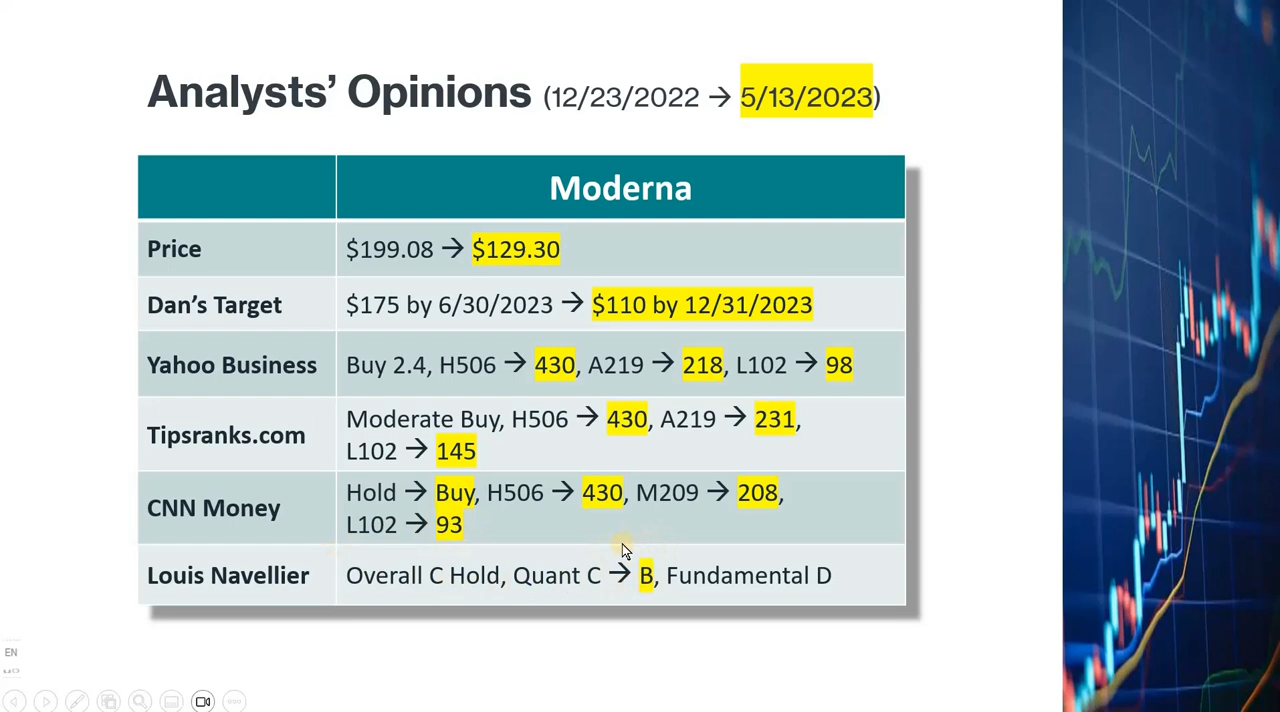 Analysts’ Opinions (12/23/2022 → 5/13/2023)
Moderna
Price
$199.08 → $129.30
Dan’s Target
$175 by 6/30/2023 → $110 by 12/31/2023
Yahoo Business
Buy 2.4, H506 → 430, A219 → 218, L102 → 98
Tipsranks.com
Moderate Buy, H506 → 430, A219 → 231,
L102 → 145
CNN Money
Hold → Buy, H506 → 430, M209 → 208,
L102 → 93
Louis Navellier
Overall C Hold, Quant C → B, Fundamental D
EN